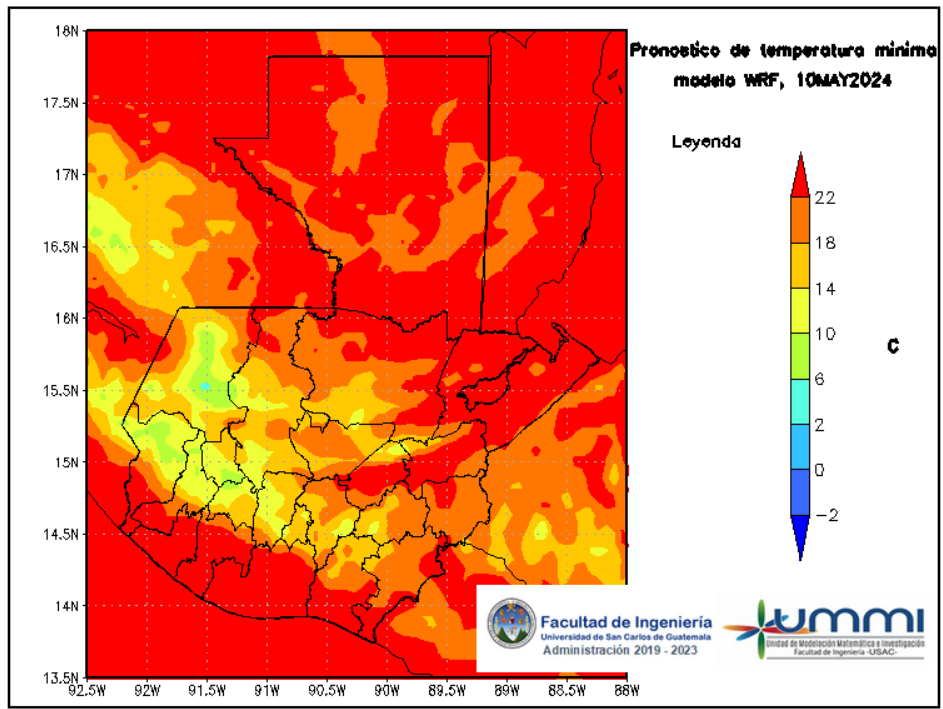 Pronostico de temperatura minima
modelo WRF, 10MAY2024
Leyenda
22
18
14
10
6
2
0
−2
C
18N
17.5N
17N
16.5N
16N
15.5N
15N
14.5N
14N
13.5N
92.5W 92W 91.5W 91W 90.5W 90W 89.5W 89W 88.5W 88W
Facultad de Ingeniería
Universidad de San Carlos de Guatemala
Administración 2019 - 2023
UMMI
Unidad de Modelación Matemática e Investigación
Facultad de Ingeniería -USAC-